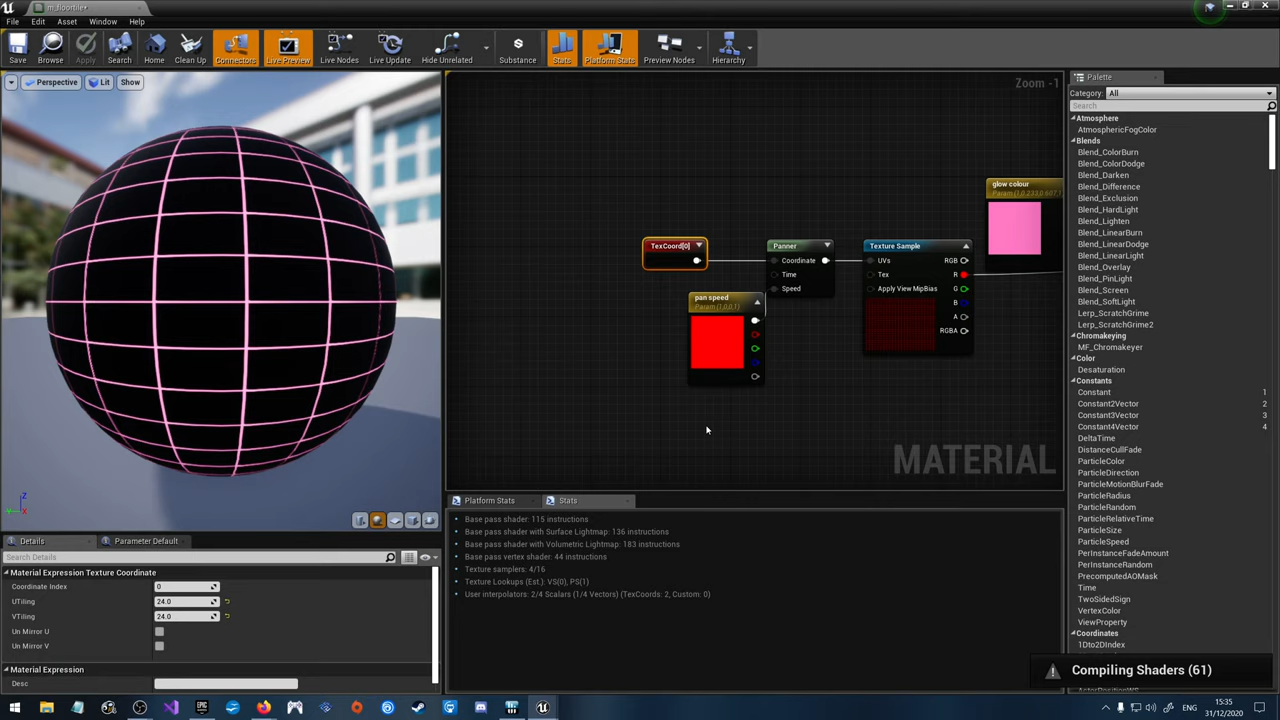 m_floortile*
File Edit Asset Window Help
Save Browse Apply Search Home Clean Up Connectors Live Preview Live Nodes Live Update Hide Unrelated Substance Stats Platform Stats Preview Nodes Hierarchy
Perspective Lit Show
Zoom -1
TexCoord[0]
Panner
Coordinate
Time
Speed
pan speed
Param (1,0,0,1)
Texture Sample
UVs RGB
Tex R
Apply View MipBias G
B
A
RGBA
glow colour
MATERIAL
Palette
Category: All
Search
Atmosphere
AtmosphericFogColor
Blends
Blend_ColorBurn
Blend_ColorDodge
Blend_Darken
Blend_Difference
Blend_Exclusion
Blend_HardLight
Blend_Lighten
Blend_LinearBurn
Blend_LinearDodge
Blend_LinearLight
Blend_Overlay
Blend_PinLight
Blend_Screen
Blend_SoftLight
Lerp_ScratchGrime
Lerp_ScratchGrime2
Chromakeying
MF_Chromakeyer
Color
Desaturation
Constants
Constant 1
Constant2Vector 2
Constant3Vector 3
Constant4Vector 4
DeltaTime
DistanceCullFade
ParticleColor
ParticleDirection
ParticleMotionBlurFade
ParticleRadius
ParticleRandom
ParticleRelativeTime
ParticleSize
ParticleSpeed
PerInstanceFadeAmount
PerInstanceRandom
PrecomputedAOMask
Time
TwoSidedSign
VertexColor
ViewProperty
Coordinates
1Dto2DIndex
Platform Stats Stats
Base pass shader: 115 instructions
Base pass shader with Surface Lightmap: 136 instructions
Base pass shader with Volumetric Lightmap: 183 instructions
Base pass vertex shader: 44 instructions
Texture samplers: 4/16
Texture Lookups (Est.): VS(0), PS(1)
User interpolators: 2/4 Scalars (1/4 Vectors) (TexCoords: 2, Custom: 0)
Details Parameter Default
Search Details
Material Expression Texture Coordinate
Coordinate Index 0
UTiling 24.0
VTiling 24.0
Un Mirror U
Un Mirror V
Material Expression
Desc
Compiling Shaders (61)
ENG
15:35
31/12/2020